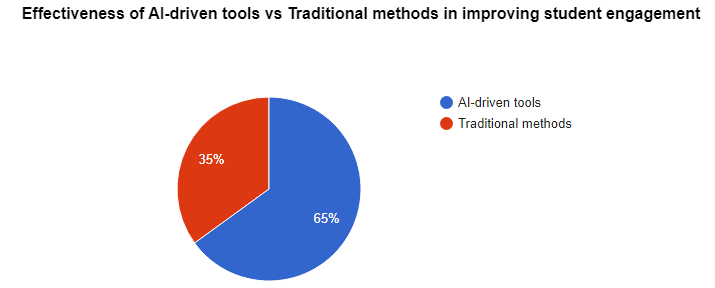 Effectiveness of AI-driven tools vs Traditional methods in improving student engagement
AI-driven tools
Traditional methods
35%
65%